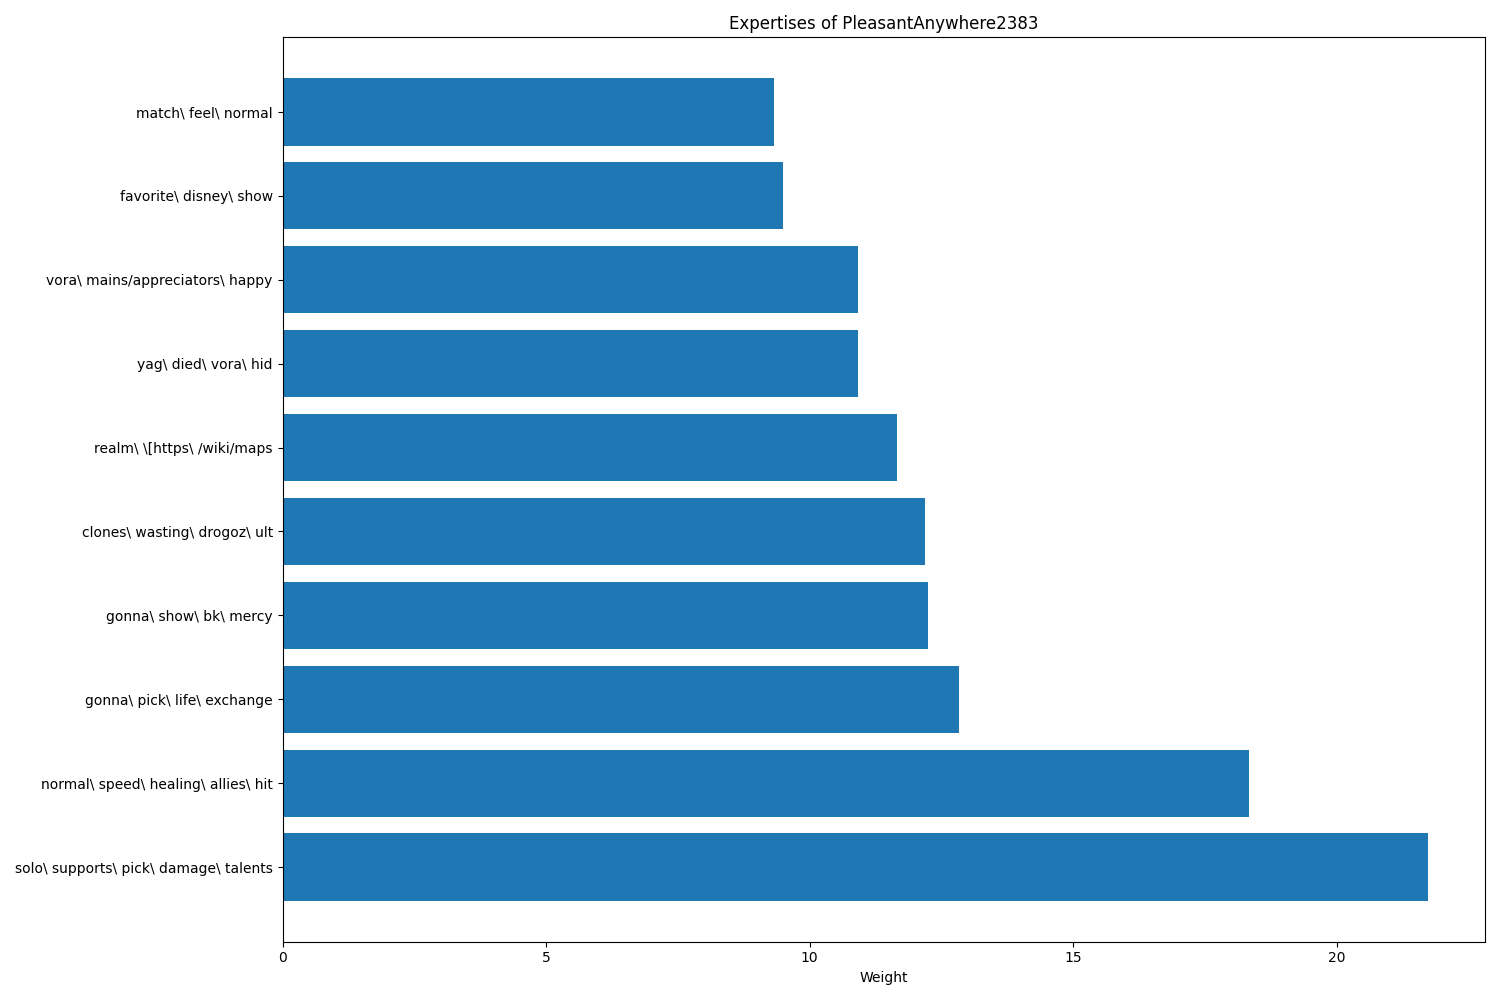 Expertises of PleasantAnywhere2383
match\ feel\ normal
favorite\ disney\ show
vora\ mains/appreciators\ happy
yag\ died\ vora\ hid
realm\ \[https\ /wiki/maps
clones\ wasting\ drogoz\ ult
gonna\ show\ bk\ mercy
gonna\ pick\ life\ exchange
normal\ speed\ healing\ allies\ hit
solo\ supports\ pick\ damage\ talents
0 5 10 15 20
Weight